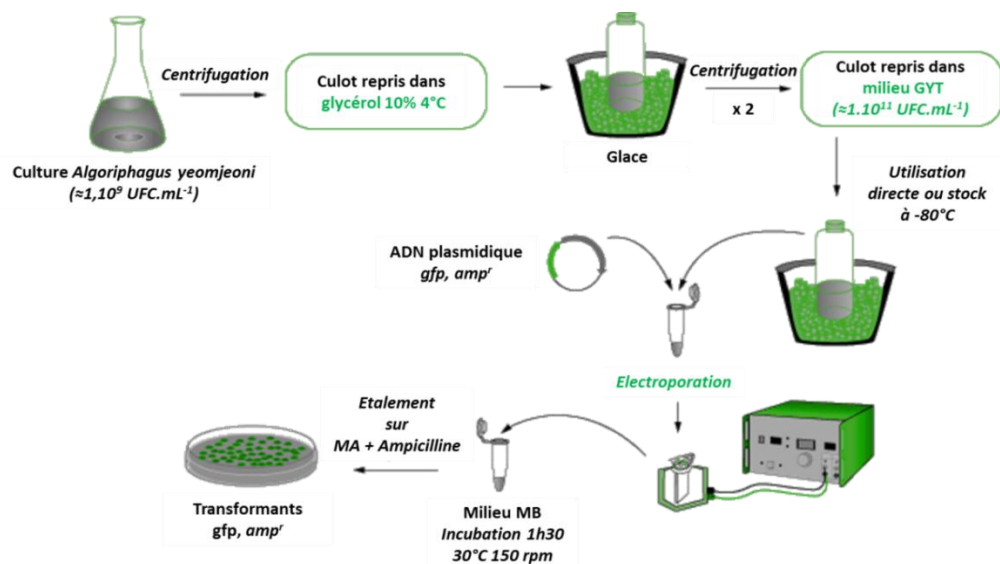 Centrifugation
Culot repris dans
glycérol 10% 4°C
Glace
Centrifugation
x 2
Culot repris dans
milieu GYT
(≈1.10¹¹ UFC.mL⁻¹)
Culture Algoriphagus yeomjeoni
(≈1,10⁹ UFC.mL⁻¹)
Utilisation
directe ou stock
à -80°C
ADN plasmidique
gfp, ampʳ
Electroporation
Etalement
sur
MA + Ampicilline
Transformants
gfp, ampʳ
Milieu MB
Incubation 1h30
30°C 150 rpm